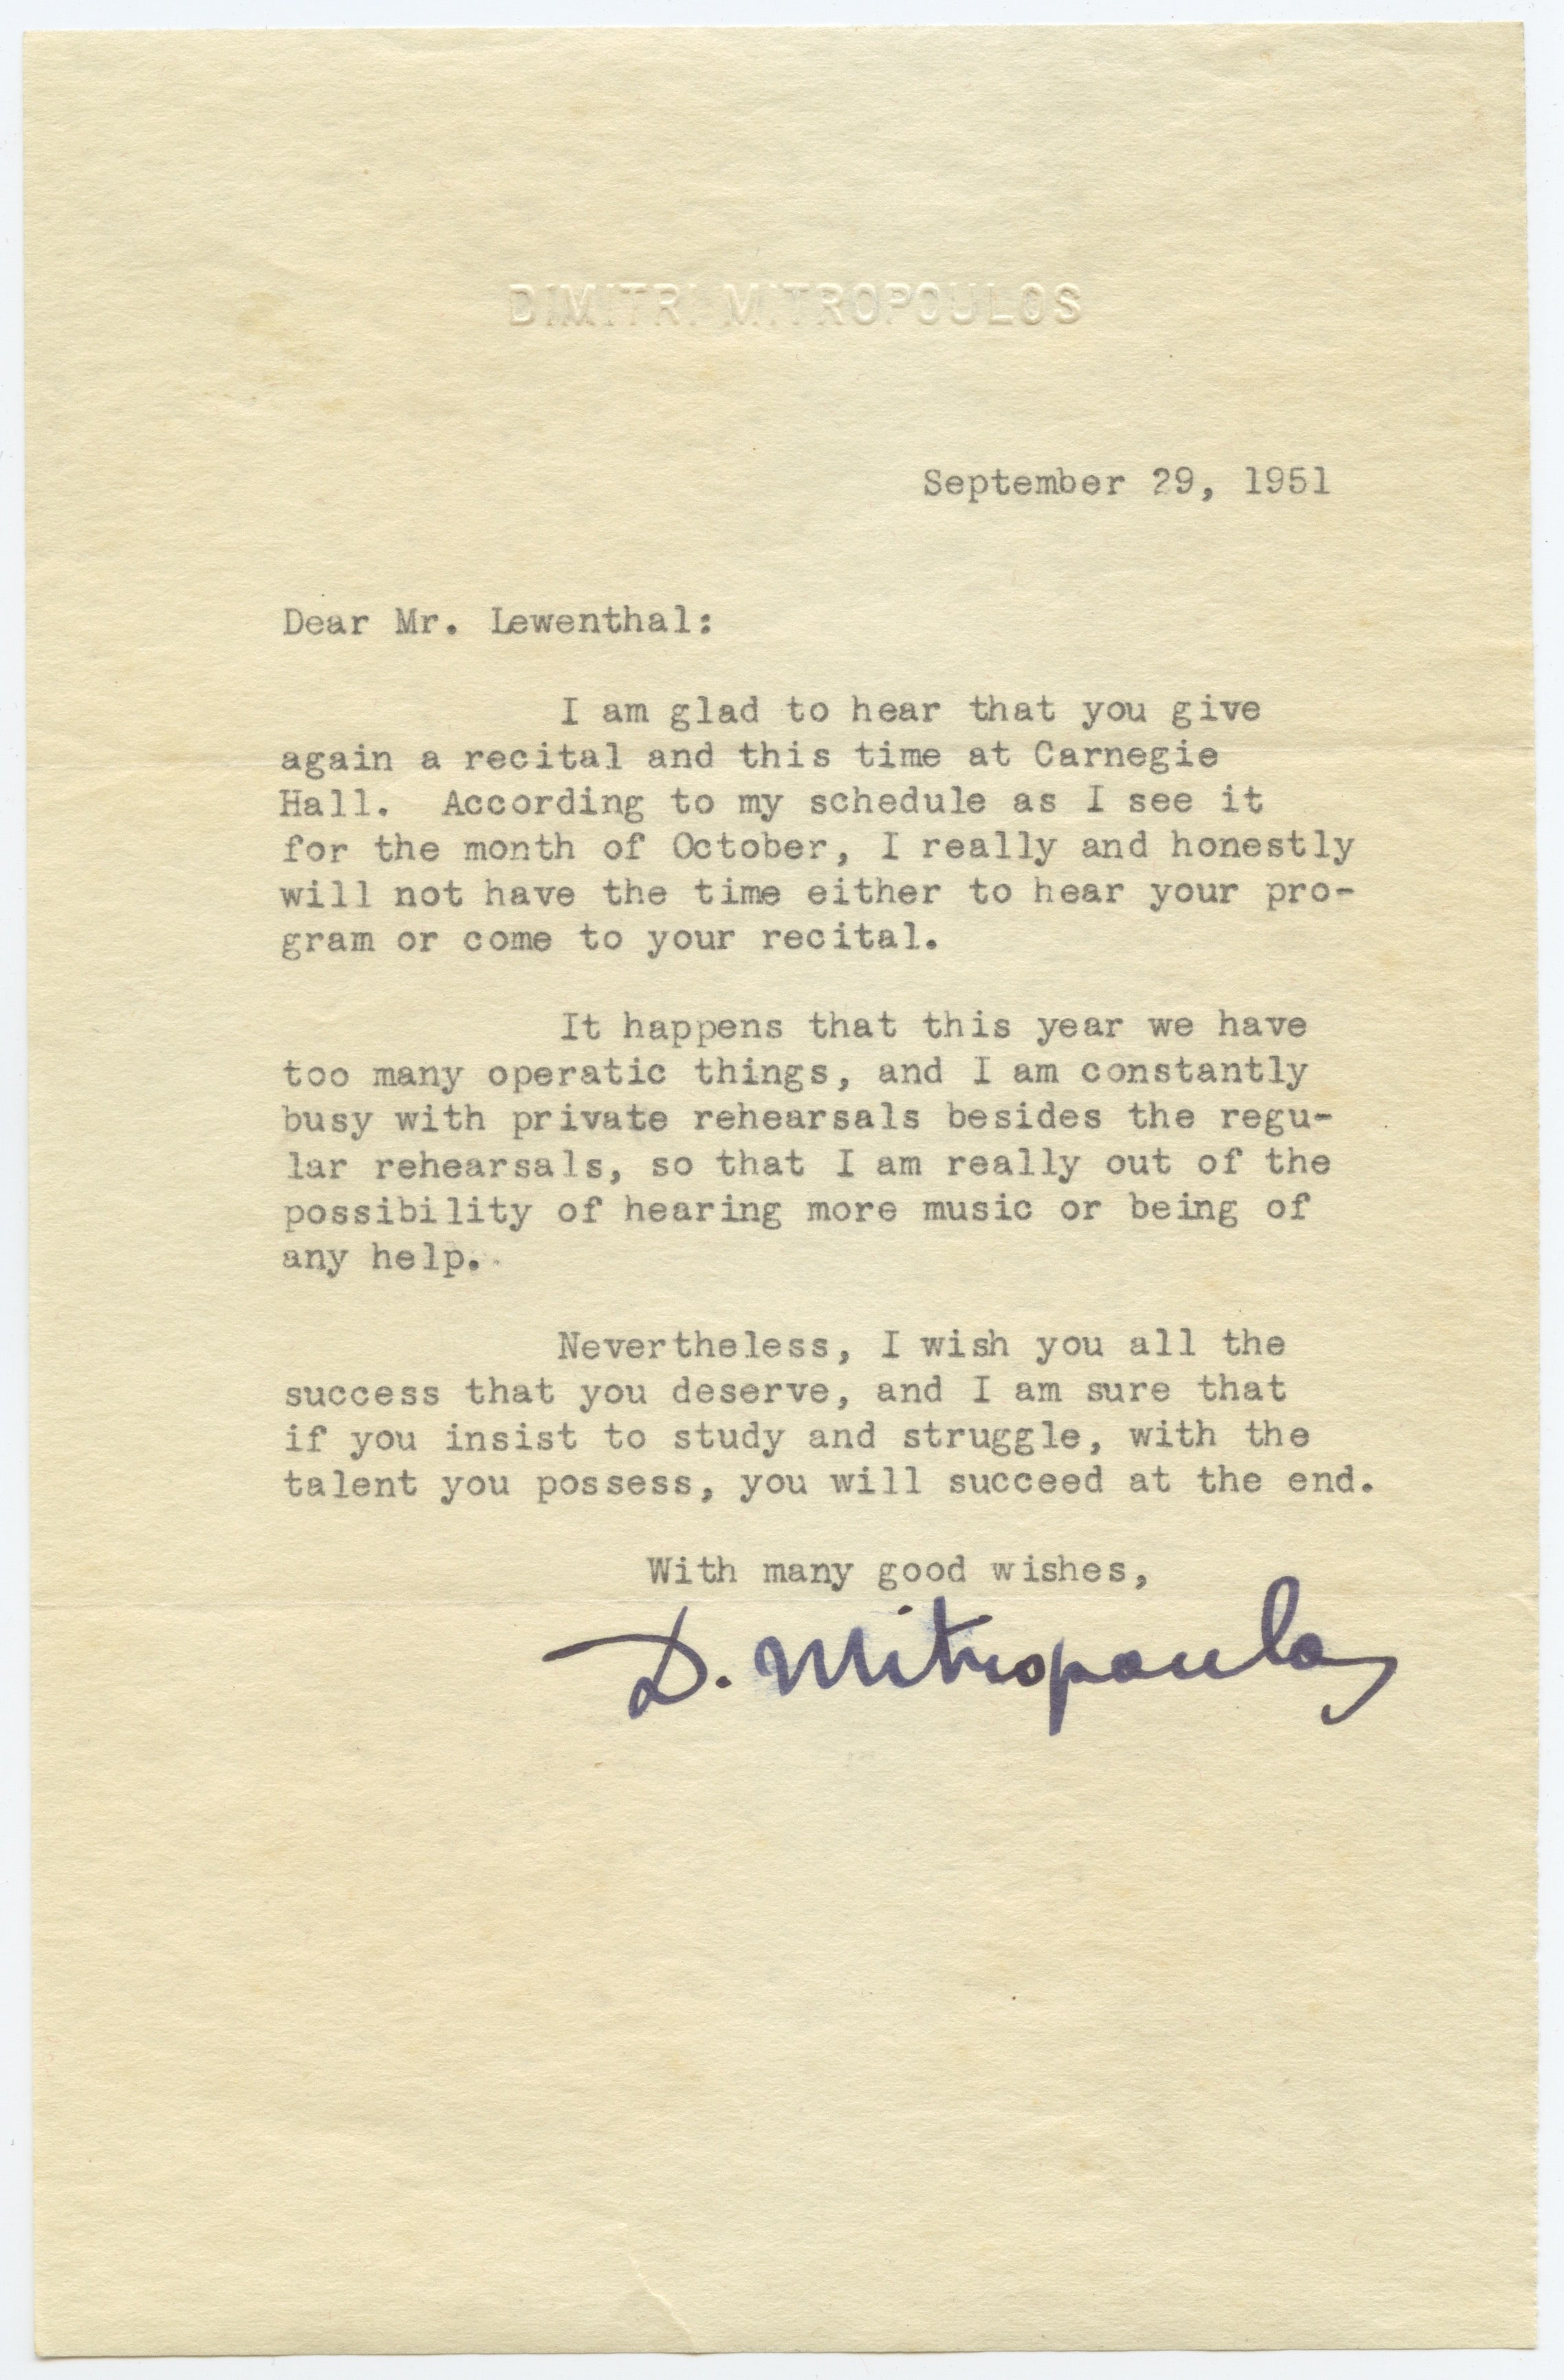 DIMITRI MITROPOULOS
September 29, 1951
Dear Mr. Lewenthal:
I am glad to hear that you give
again a recital and this time at Carnegie
Hall. According to my schedule as I see it
for the month of October, I really and honestly
will not have the time either to hear your pro-
gram or come to your recital.
It happens that this year we have
too many operatic things, and I am constantly
busy with private rehearsals besides the regu-
lar rehearsals, so that I am really out of the
possibility of hearing more music or being of
any help.
Nevertheless, I wish you all the
success that you deserve, and I am sure that
if you insist to study and struggle, with the
talent you possess, you will succeed at the end.
With many good wishes,
D. Mitropoulos